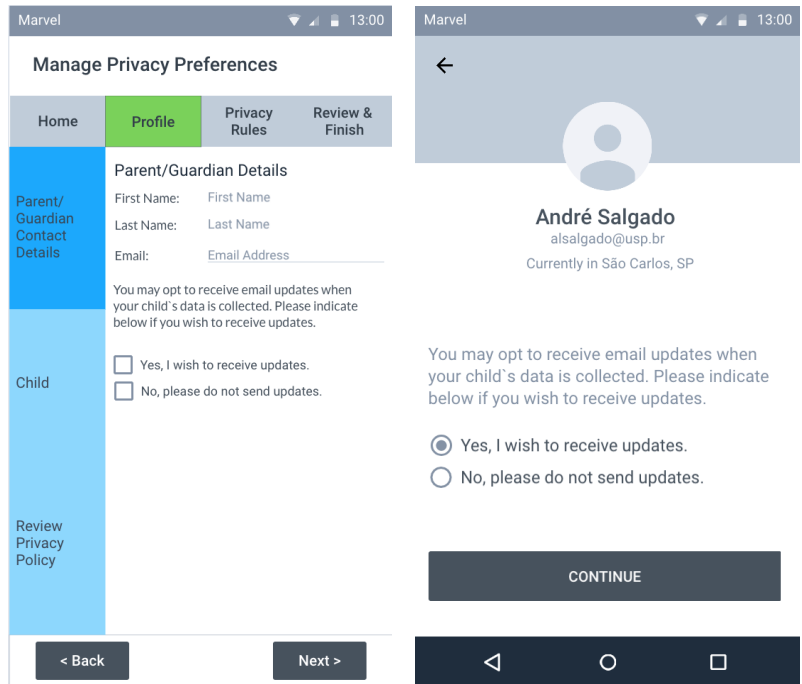 Marvel 13:00
Manage Privacy Preferences
Home
Profile
Privacy
Rules
Review &
Finish
Parent/
Guardian
Contact
Details
Child
Review
Privacy
Policy
Parent/Guardian Details
First Name: First Name
Last Name: Last Name
Email: Email Address
You may opt to receive email updates when
your child`s data is collected. Please indicate
below if you wish to receive updates.
Yes, I wish to receive updates.
No, please do not send updates.
< Back
Next >
Marvel 13:00
André Salgado
alsalgado@usp.br
Currently in São Carlos, SP
You may opt to receive email updates when
your child`s data is collected. Please indicate
below if you wish to receive updates.
Yes, I wish to receive updates.
No, please do not send updates.
CONTINUE